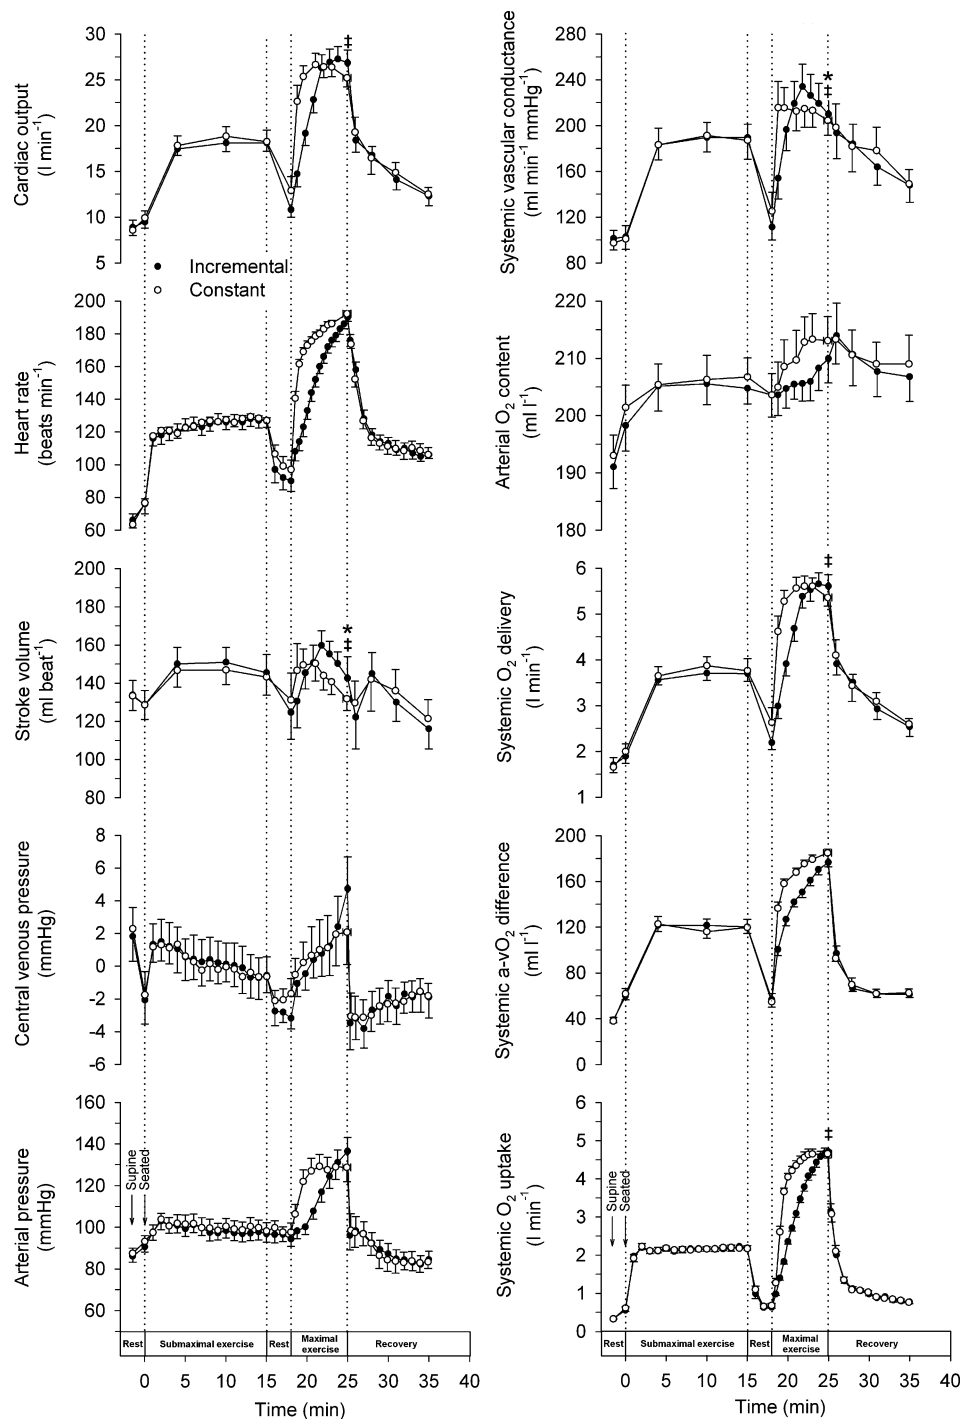 Cardiac output
(l min⁻¹)
30
25
20
15
10
5
‡
Incremental
Constant
Heart rate
(beats min⁻¹)
200
180
160
140
120
100
80
60
Stroke volume
(ml beat⁻¹)
200
180
160
140
120
100
80
*
‡
Central venous pressure
(mmHg)
8
6
4
2
0
-2
-4
-6
Arterial pressure
(mmHg)
160
140
120
100
80
60
Supine
Seated
Rest
Submaximal exercise
Rest
Maximal
exercise
Recovery
0 5 10 15 20 25 30 35 40
Time (min)
Systemic vascular conductance
(ml min⁻¹ mmHg⁻¹)
280
240
200
160
120
80
*
‡
Arterial O₂ content
(ml l⁻¹)
220
210
200
190
180
Systemic O₂ delivery
(l min⁻¹)
6
5
4
3
2
1
‡
Systemic a-vO₂ difference
(ml l⁻¹)
200
160
120
80
40
0
Systemic O₂ uptake
(l min⁻¹)
6
5
4
3
2
1
0
‡
Supine
Seated
Rest
Submaximal exercise
Rest
Maximal
exercise
Recovery
0 5 10 15 20 25 30 35 40
Time (min)